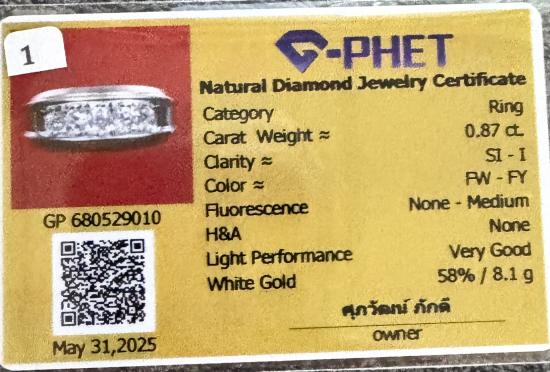 1
G-PHET
Natural Diamond Jewelry Certificate
Category Ring
Carat Weight ≈ 0.87 ct.
Clarity ≈ SI - I
Color ≈ FW - FY
Fluorescence None - Medium
H&A None
Light Performance Very Good
White Gold 58% / 8.1 g
GP 680529010
May 31,2025
ศุภวัฒน์ ภักดี
owner